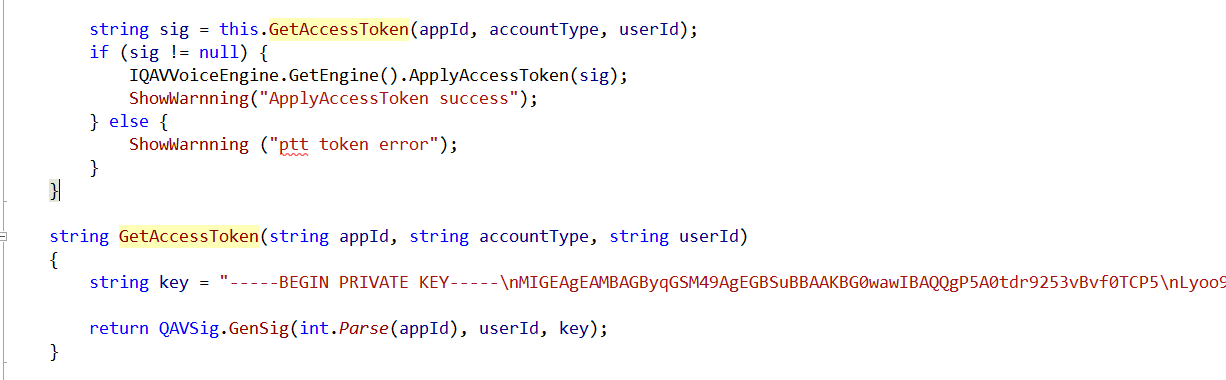 string sig = this.GetAccessToken(appId, accountType, userId);
if (sig != null) {
IQAVVoiceEngine.GetEngine().ApplyAccessToken(sig);
ShowWarnning("ApplyAccessToken success");
} else {
ShowWarnning ("ptt token error");
}
}
string GetAccessToken(string appId, string accountType, string userId)
{
string key = "-----BEGIN PRIVATE KEY-----\nMIGEAgEAMBAGByqGSM49AgEGBSuBBAAKBG0wawIBAQQgP5A0tdr9253vBvf0TCP5\nLyoo9
return QAVSig.GenSig(int.Parse(appId), userId, key);
}